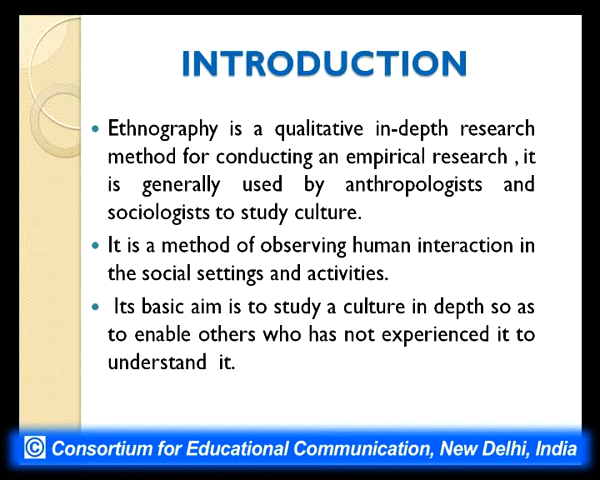 INTRODUCTION
• Ethnography is a qualitative in-depth research
method for conducting an empirical research , it
is generally used by anthropologists and
sociologists to study culture.
• It is a method of observing human interaction in
the social settings and activities.
• Its basic aim is to study a culture in depth so as
to enable others who has not experienced it to
understand it.
© Consortium for Educational Communication, New Delhi, India